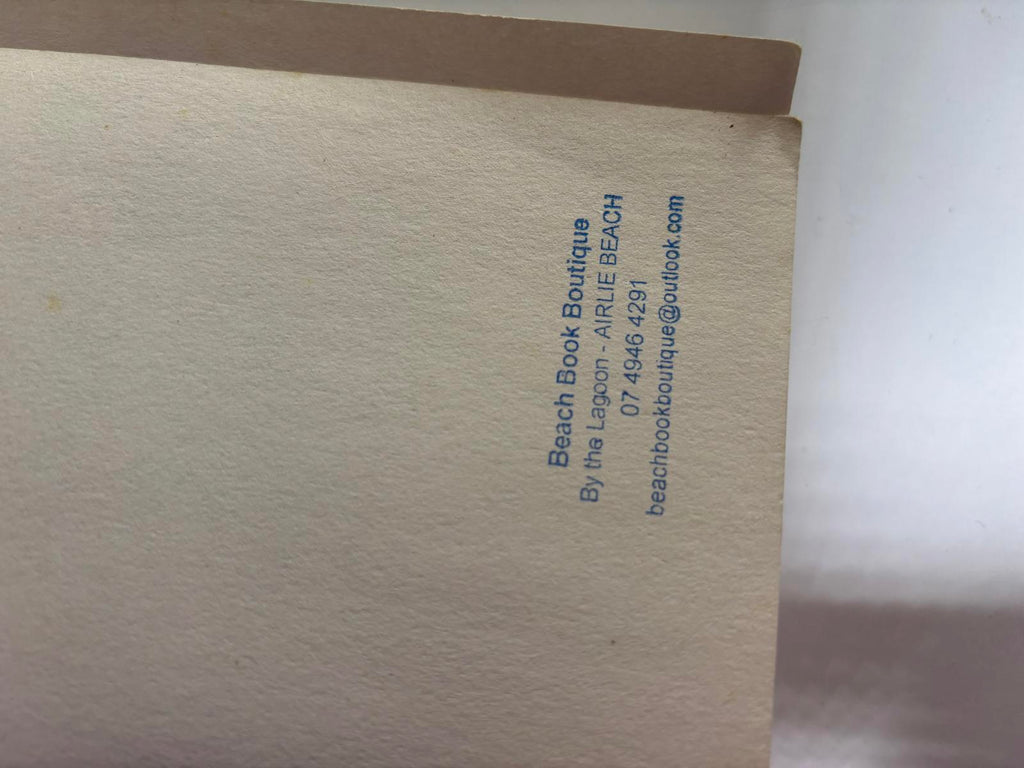 Beach Book Boutique
By the Lagoon - AIRLIE BEACH
07 4946 4291
beachbookboutique@outlook.com